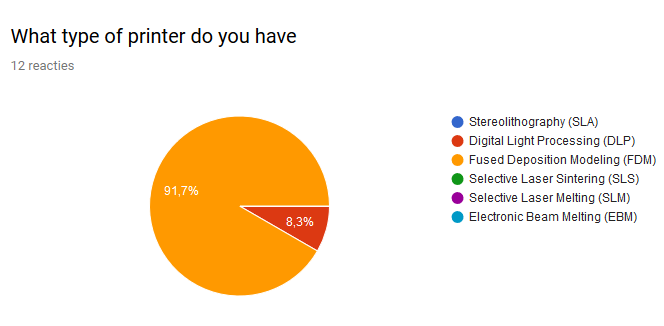 What type of printer do you have
12 reacties
91,7%
8,3%
Stereolithography (SLA)
Digital Light Processing (DLP)
Fused Deposition Modeling (FDM)
Selective Laser Sintering (SLS)
Selective Laser Melting (SLM)
Electronic Beam Melting (EBM)